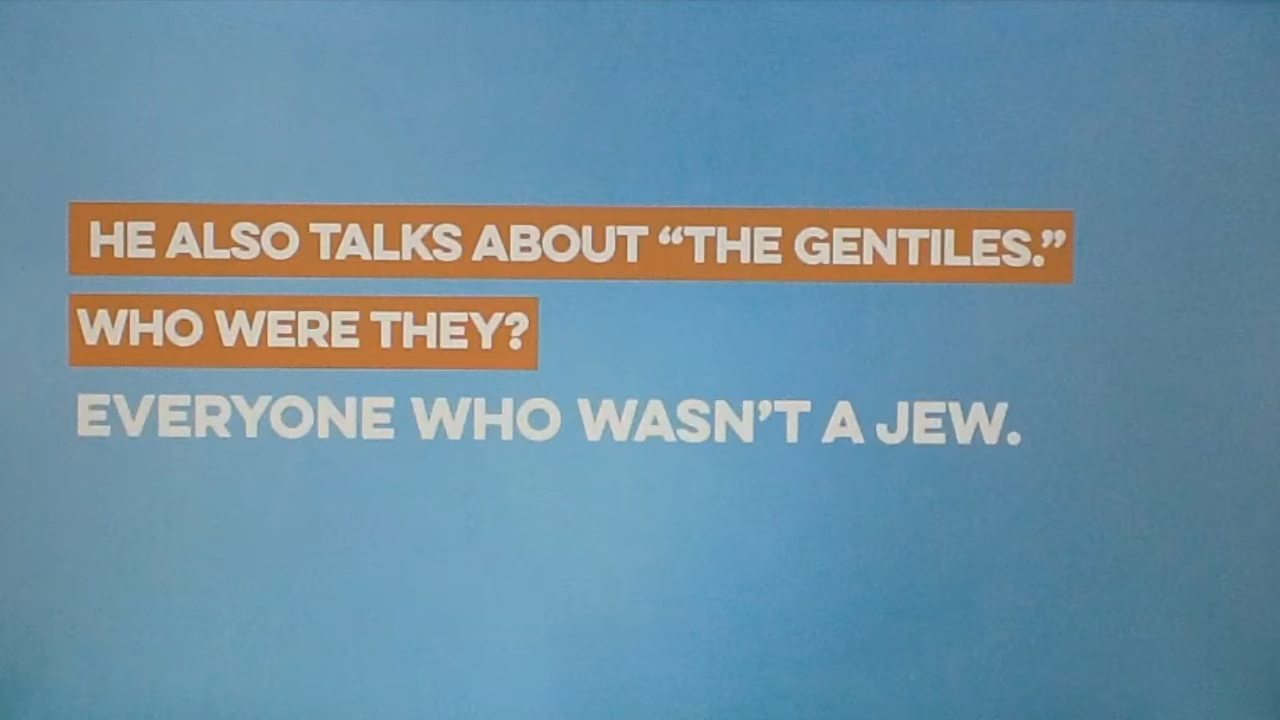 HE ALSO TALKS ABOUT “THE GENTILES.”
WHO WERE THEY?
EVERYONE WHO WASN’T A JEW.